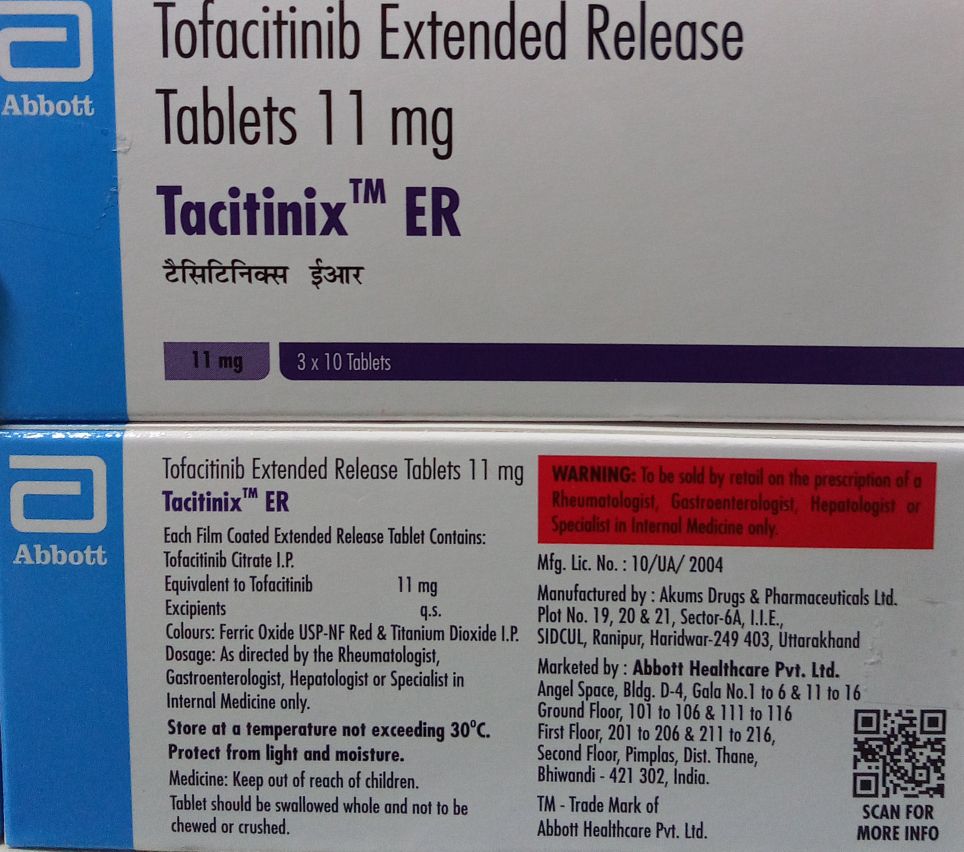 Abbott
Tofacitinib Extended Release
Tablets 11 mg
Tacitinix™ ER
टैसिटिनिक्स ईआर
11 mg
3 x 10 Tablets
Abbott
Tofacitinib Extended Release Tablets 11 mg
Tacitinix™ ER
Each Film Coated Extended Release Tablet Contains:
Tofacitinib Citrate I.P.
Equivalent to Tofacitinib 11 mg
Excipients q.s.
Colours: Ferric Oxide USP-NF Red & Titanium Dioxide I.P.
Dosage: As directed by the Rheumatologist,
Gastroenterologist, Hepatologist or Specialist in
Internal Medicine only.
Store at a temperature not exceeding 30°C.
Protect from light and moisture.
Medicine: Keep out of reach of children.
Tablet should be swallowed whole and not to be
chewed or crushed.
WARNING: To be sold by retail on the prescription of a
Rheumatologist, Gastroenterologist, Hepatologist or
Specialist in Internal Medicine only.
Mfg. Lic. No. : 10/UA/ 2004
Manufactured by : Akums Drugs & Pharmaceuticals Ltd.
Plot No. 19, 20 & 21, Sector-6A, I.I.E.,
SIDCUL, Ranipur, Haridwar-249 403, Uttarakhand
Marketed by : Abbott Healthcare Pvt. Ltd.
Angel Space, Bldg. D-4, Gala No.1 to 6 & 11 to 16
Ground Floor, 101 to 106 & 111 to 116
First Floor, 201 to 206 & 211 to 216,
Second Floor, Pimplas, Dist. Thane,
Bhiwandi - 421 302, India.
TM - Trade Mark of
Abbott Healthcare Pvt. Ltd.
SCAN FOR
MORE INFO